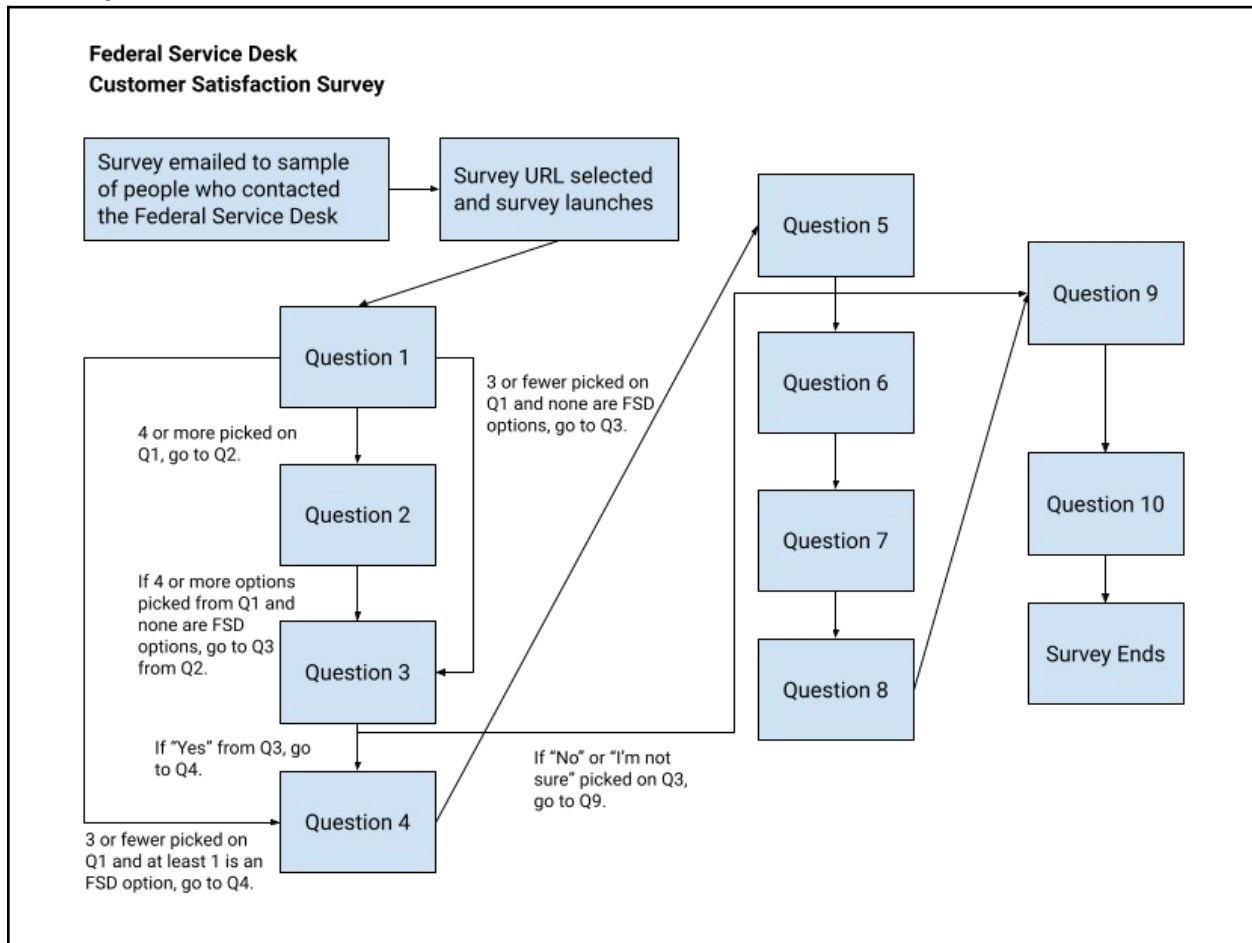 Federal Service Desk
Customer Satisfaction Survey
Survey emailed to sample
of people who contacted
the Federal Service Desk
Survey URL selected
and survey launches
Question 1
3 or fewer picked on
Q1 and none are FSD
options, go to Q3.
4 or more picked on
Q1, go to Q2.
Question 2
If 4 or more options
picked from Q1 and
none are FSD
options, go to Q3
from Q2.
Question 3
If "Yes" from Q3, go
to Q4.
If "No" or "I'm not
sure" picked on Q3,
go to Q9.
Question 4
3 or fewer picked on
Q1 and at least 1 is an
FSD option, go to Q4.
Question 5
Question 6
Question 7
Question 8
Question 9
Question 10
Survey Ends